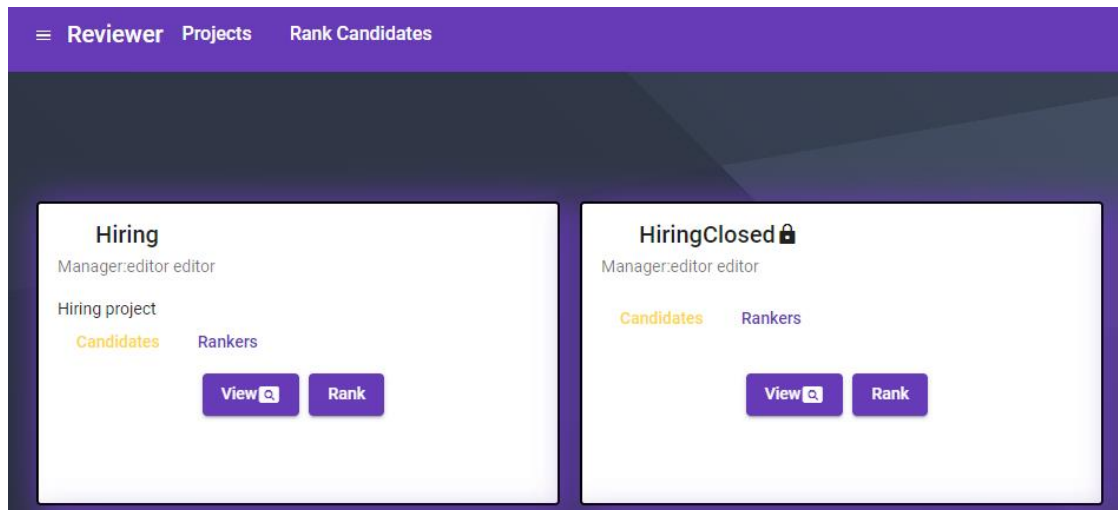 Reviewer Projects Rank Candidates
Hiring
Manager:editor editor
Hiring project
Candidates Rankers
View Rank
HiringClosed
Manager:editor editor
Candidates Rankers
View Rank